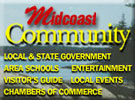 Midcoast
Community
LOCAL & STATE GOVERNMENT
AREA SCHOOLS ENTERTAINMENT
VISITOR'S GUIDE LOCAL EVENTS
CHAMBERS OF COMMERCE